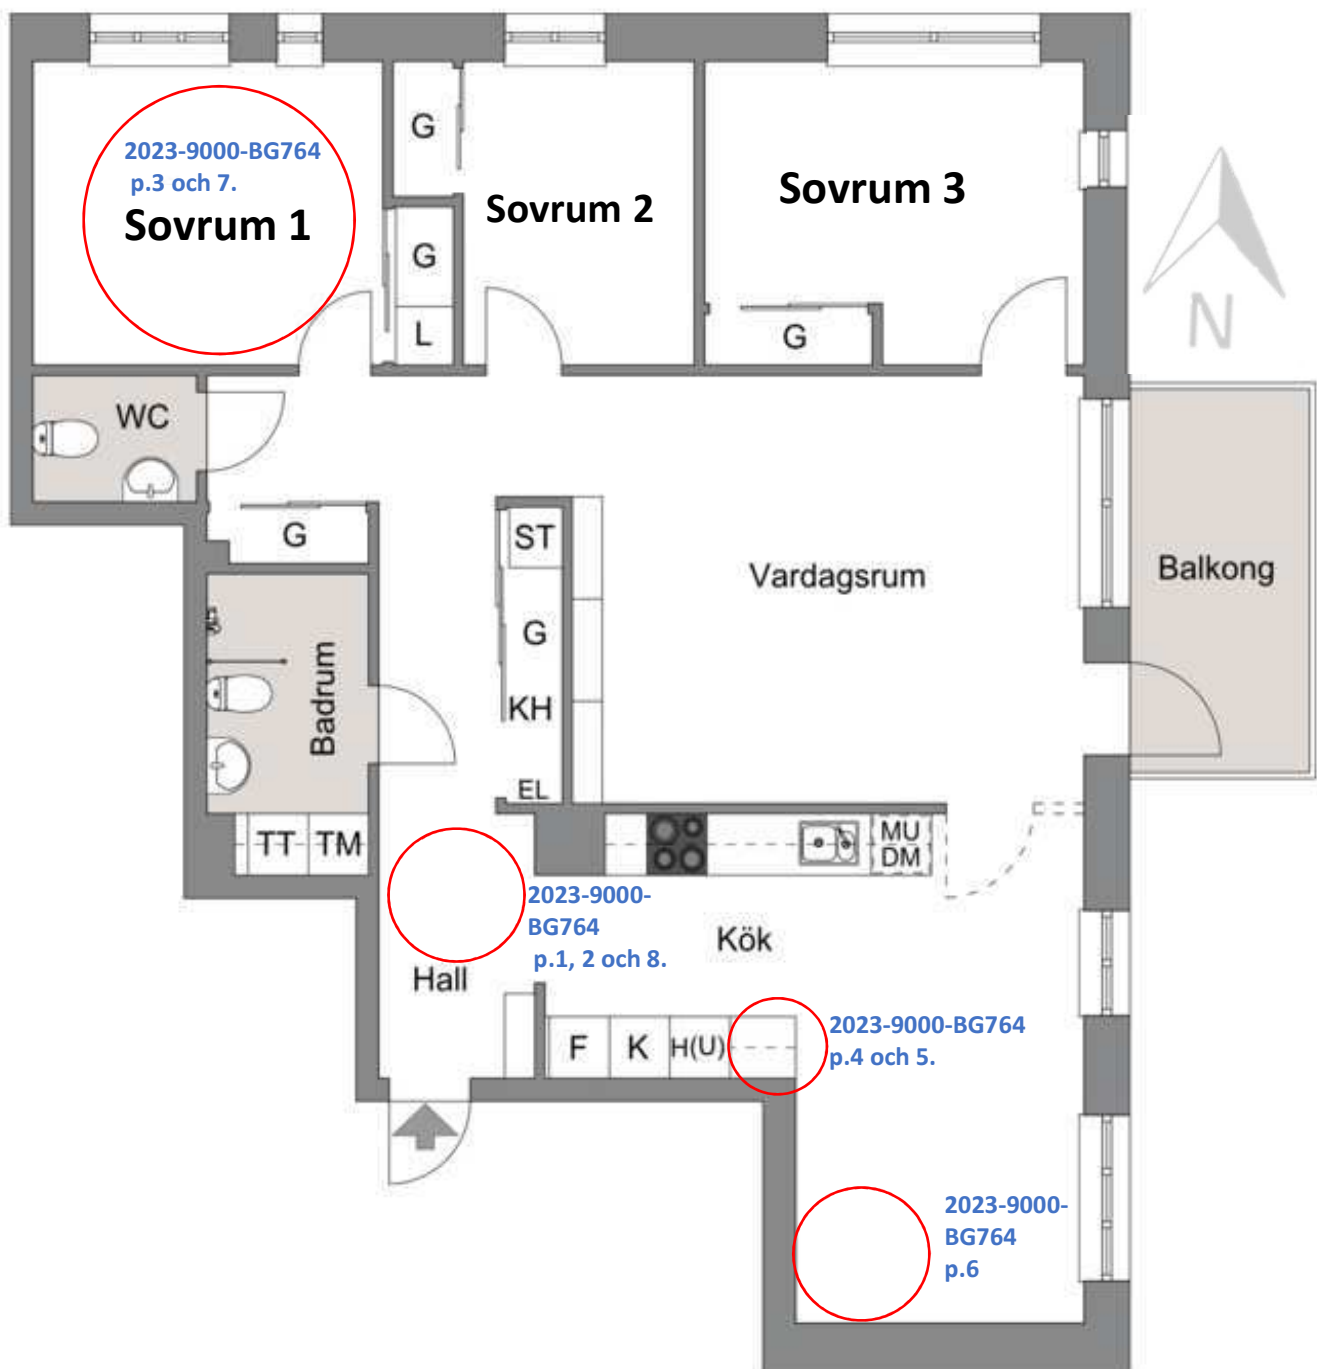 2023-9000-BG764
p.3 och 7.
Sovrum 1
G
Sovrum 2
Sovrum 3
G
L
G
N
WC
G
ST
G
KH
EL
Vardagsrum
Balkong
Badrum
TT
TM
MU
DM
2023-9000-
BG764
p.1, 2 och 8.
Kök
Hall
F
K
H(U)
2023-9000-BG764
p.4 och 5.
2023-9000-
BG764
p.6